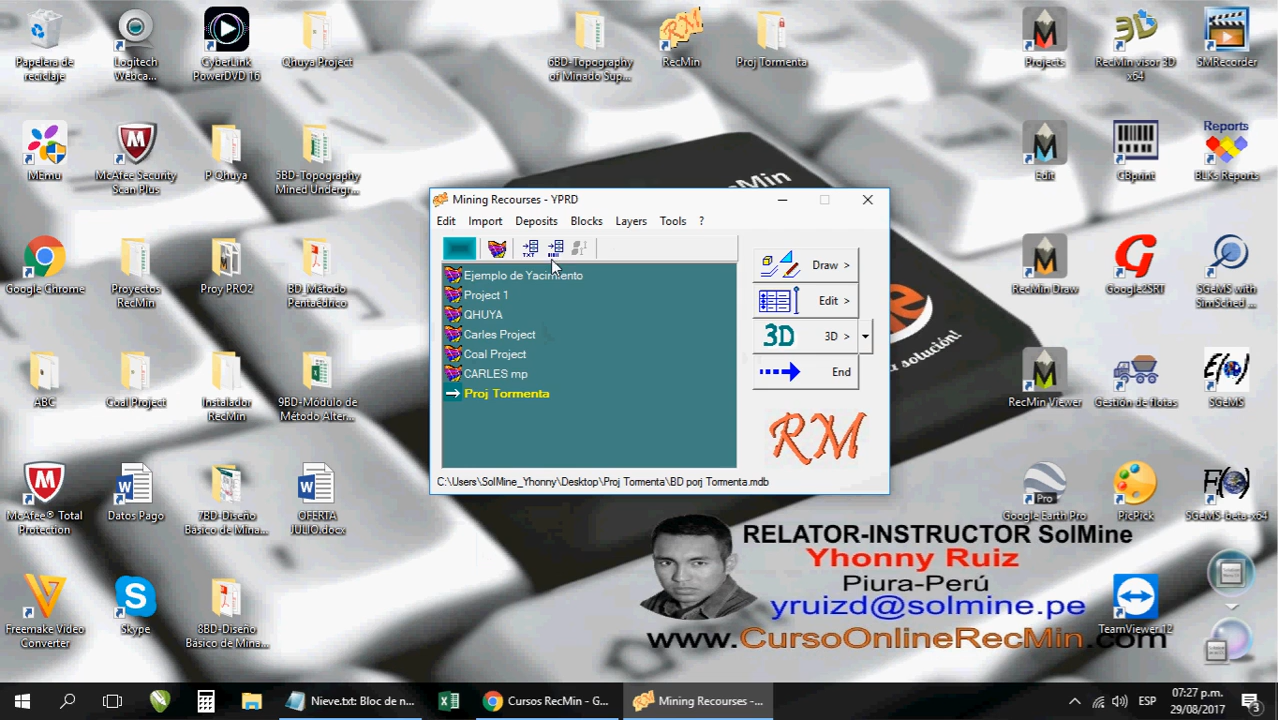 Papelera de
reciclaje
Logitech
Webca...
CyberLink
PowerDVD 16
Qhuya Project
6BD-Topography
of Minado Sup...
RecMin
Proj Tormenta
Projects
RecMin visor 3D
x64
SMRecorder
MEmu
McAfee Security
Scan Plus
P Qhuya
5BD-Topography
Mined Undergr...
Edit
CBprint
Reports
BLKs Reports
Google Chrome
Proyectos
RecMin
Proy PRO2
BD Método
Pentaédrico
RecMin Draw
Google2SRT
SGeMS with
SimSched ...
ABC
Coal Project
Instalador
RecMin
9BD-Módulo de
Método Alter...
RecMin Viewer
Gestión de flotas
SGeMS
McAfee® Total
Protection
Datos Pago
7BD-Diseño
Basico de Mina...
OFERTA
JULIO.docx
Google Earth Pro
PicPick
SGeMS-beta-x64
Freemake Video
Converter
Skype
8BD-Diseño
Basico de Mina...
TeamViewer 12
Mining Recourses - YPRD
Edit Import Deposits Blocks Layers Tools ?
TXT
Ejemplo de Yacimiento
Project 1
QHUYA
Carles Project
Coal Project
CARLES mp
Proj Tormenta
Draw >
Edit >
3D 3D >
End
RM
C:\Users\SolMine_Yhonny\Desktop\Proj Tormenta\BD porj Tormenta.mdb
RELATOR-INSTRUCTOR SolMine
Yhonny Ruiz
Piura-Perú
yruizd@solmine.pe
www.CursoOnlineRecMin.com
Nieve.txt: Bloc de n...
Cursos RecMin - G...
Mining Recourses -...
ESP
07:27 p.m.
29/08/2017
3